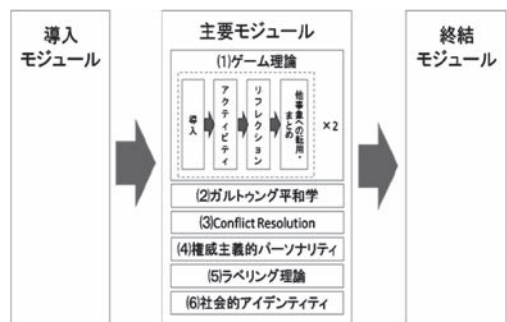 導入
モジュール
主要モジュール
(1)ゲーム理論
導入
アクティビティ
リフレクション
他事象への転用・
まとめ
×2
(2)ガルトゥング平和学
(3)Conflict Resolution
(4)権威主義的パーソナリティ
(5)ラベリング理論
(6)社会的アイデンティティ
終結
モジュール